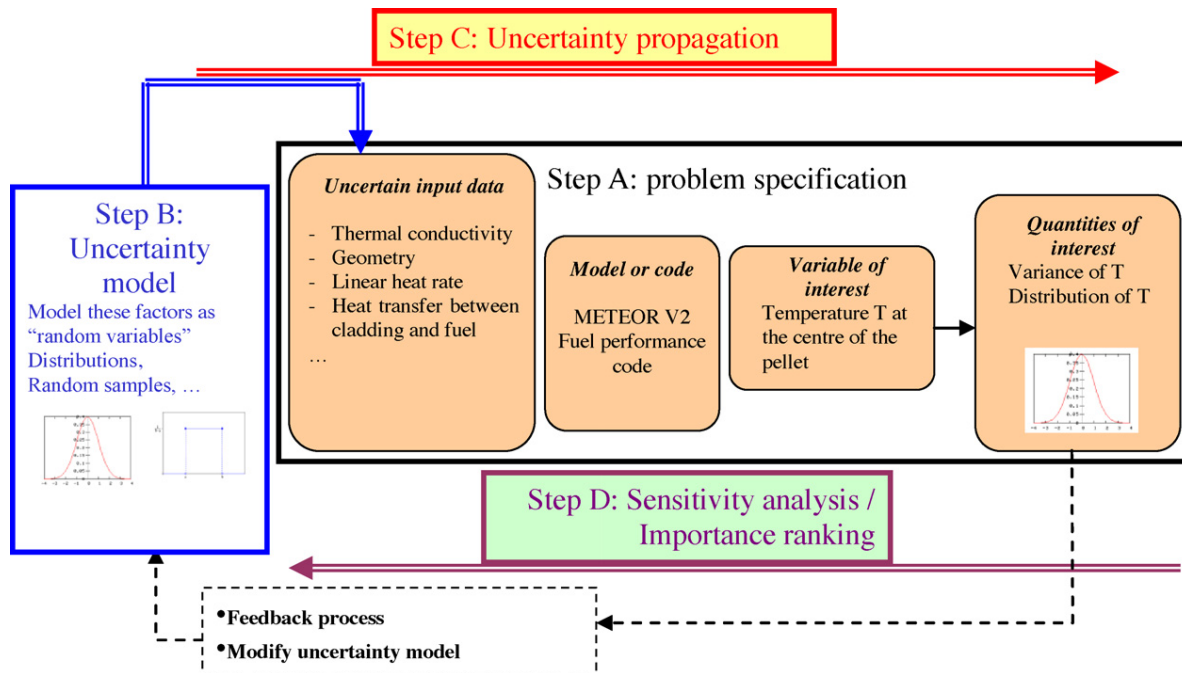 Step C: Uncertainty propagation
Step A: problem specification
Uncertain input data
- Thermal conductivity
- Geometry
- Linear heat rate
- Heat transfer between
cladding and fuel
…
Model or code
METEOR V2
Fuel performance
code
Variable of
interest
Temperature T at
the centre of the
pellet
Quantities of
interest
Variance of T
Distribution of T
Step B:
Uncertainty
model
Model these factors as
“random variables”
Distributions,
Random samples, …
Step D: Sensitivity analysis /
Importance ranking
•Feedback process
•Modify uncertainty model